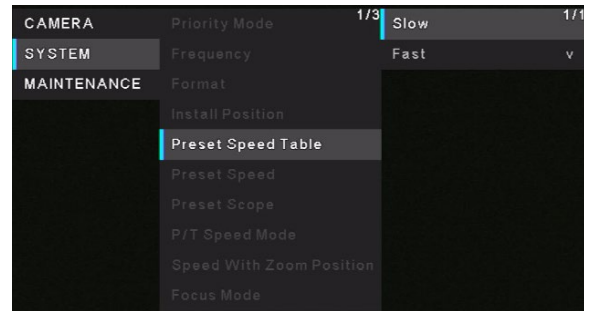 CAMERA
SYSTEM
MAINTENANCE
1/3
Priority Mode
Frequency
Format
Install Position
Preset Speed Table
Preset Speed
Preset Scope
P/T Speed Mode
Speed With Zoom Position
Focus Mode
1/1
Slow
Fast v